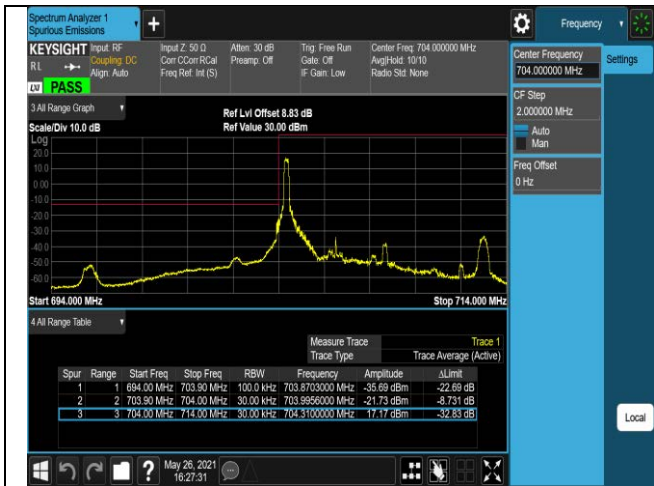 Spectrum Analyzer 1
Spurious Emissions
Frequency
KEYSIGHT Input: RF Input Z: 50 Ω Atten: 30 dB Trig: Free Run Center Freq: 704.000000 MHz
RL Coupling: DC Corr CCorr RCal Preamp: Off Gate: Off Avg|Hold: 10/10
Align: Auto Freq Ref: Int (S) IF Gain: Low Radio Std: None
LXI PASS
Center Frequency
704.000000 MHz
Settings
CF Step
2.000000 MHz
Auto
Man
Freq Offset
0 Hz
3 All Range Graph
Ref Lvl Offset 8.83 dB
Scale/Div 10.0 dB Ref Value 30.00 dBm
Log
20.0
10.0
0.00
-10.0
-20.0
-30.0
-40.0
-50.0
-60.0
Start 694.000 MHz Stop 714.000 MHz
4 All Range Table
Measure Trace Trace 1
Trace Type Trace Average (Active)
Spur Range Start Freq Stop Freq RBW Frequency Amplitude ΔLimit
1 1 694.00 MHz 703.90 MHz 100.0 kHz 703.8703000 MHz -35.69 dBm -22.69 dB
2 2 703.90 MHz 704.00 MHz 30.00 kHz 703.9956000 MHz -21.73 dBm -8.731 dB
3 3 704.00 MHz 714.00 MHz 30.00 kHz 704.3100000 MHz 17.17 dBm -32.83 dB
Local
May 26, 2021
16:27:31